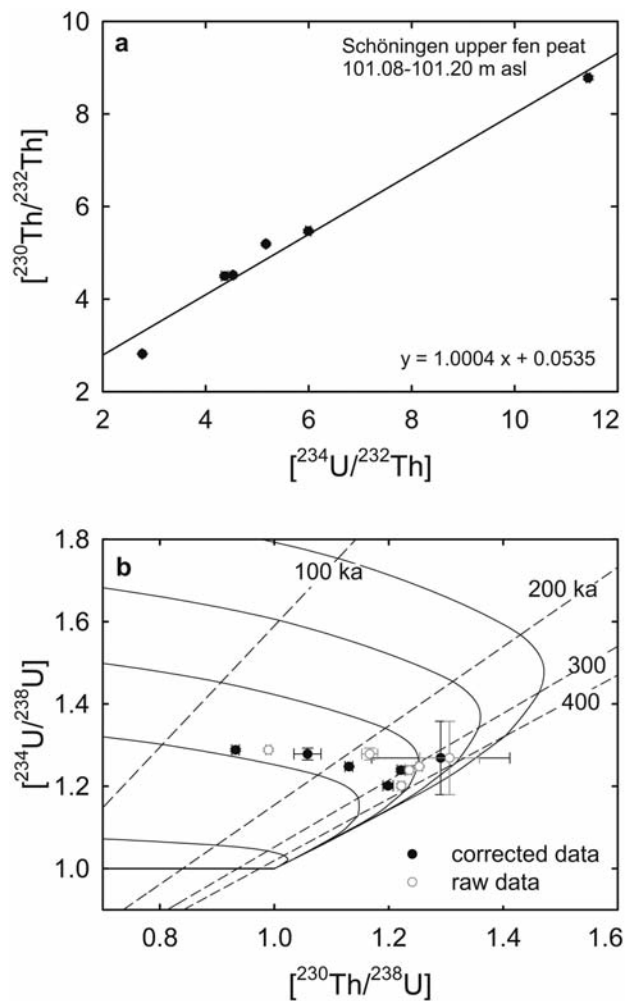 a
Schöningen upper fen peat
101.08-101.20 m asl
10
8
6
4
2
[²³⁰Th/²³²Th]
y = 1.0004 x + 0.0535
2 4 6 8 10 12
[²³⁴U/²³²Th]
b
1.8
1.6
1.4
1.2
1.0
[²³⁴U/²³⁸U]
100 ka
200 ka
300
400
corrected data
raw data
0.8 1.0 1.2 1.4 1.6
[²³⁰Th/²³⁸U]